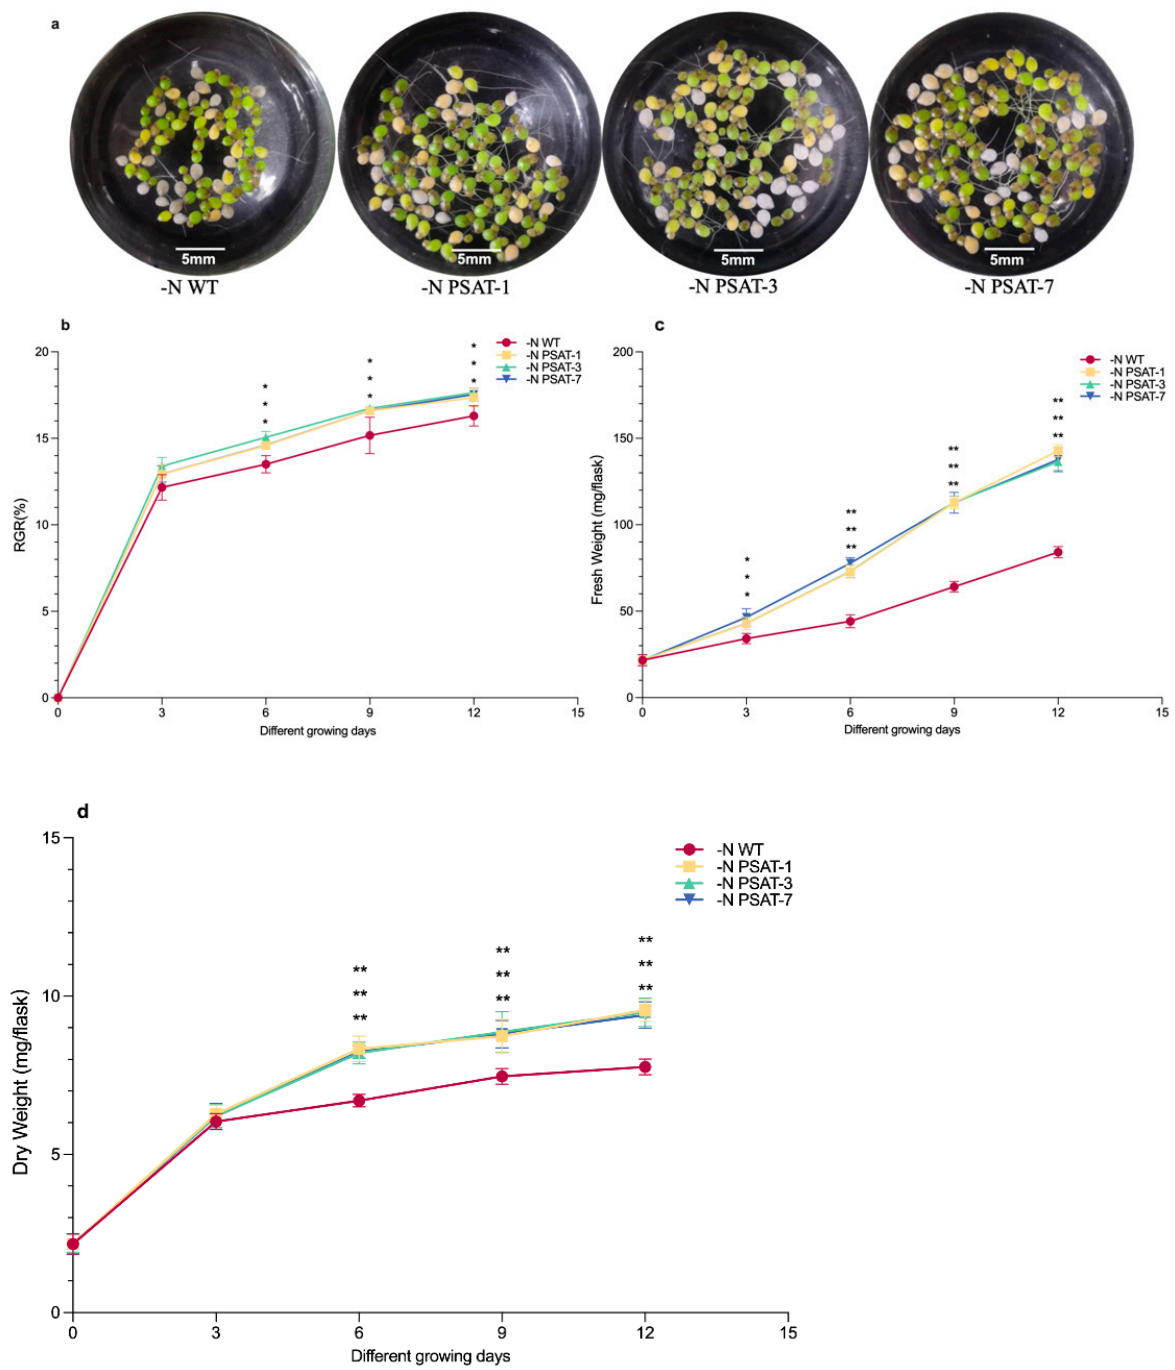 a
5mm
5mm
5mm
5mm
-N WT
-N PSAT-1
-N PSAT-3
-N PSAT-7
b
-N WT
-N PSAT-1
-N PSAT-3
-N PSAT-7
* * *
* * *
* * *
20
15
10
5
0
RGR(%)
0 3 6 9 12 15
Different growing days
c
-N WT
-N PSAT-1
-N PSAT-3
-N PSAT-7
* * *
** ** **
** ** **
** ** **
200
150
100
50
0
Fresh Weight (mg/flask)
0 3 6 9 12 15
Different growing days
d
-N WT
-N PSAT-1
-N PSAT-3
-N PSAT-7
** ** **
** ** **
** ** **
15
10
5
0
Dry Weight (mg/flask)
0 3 6 9 12 15
Different growing days